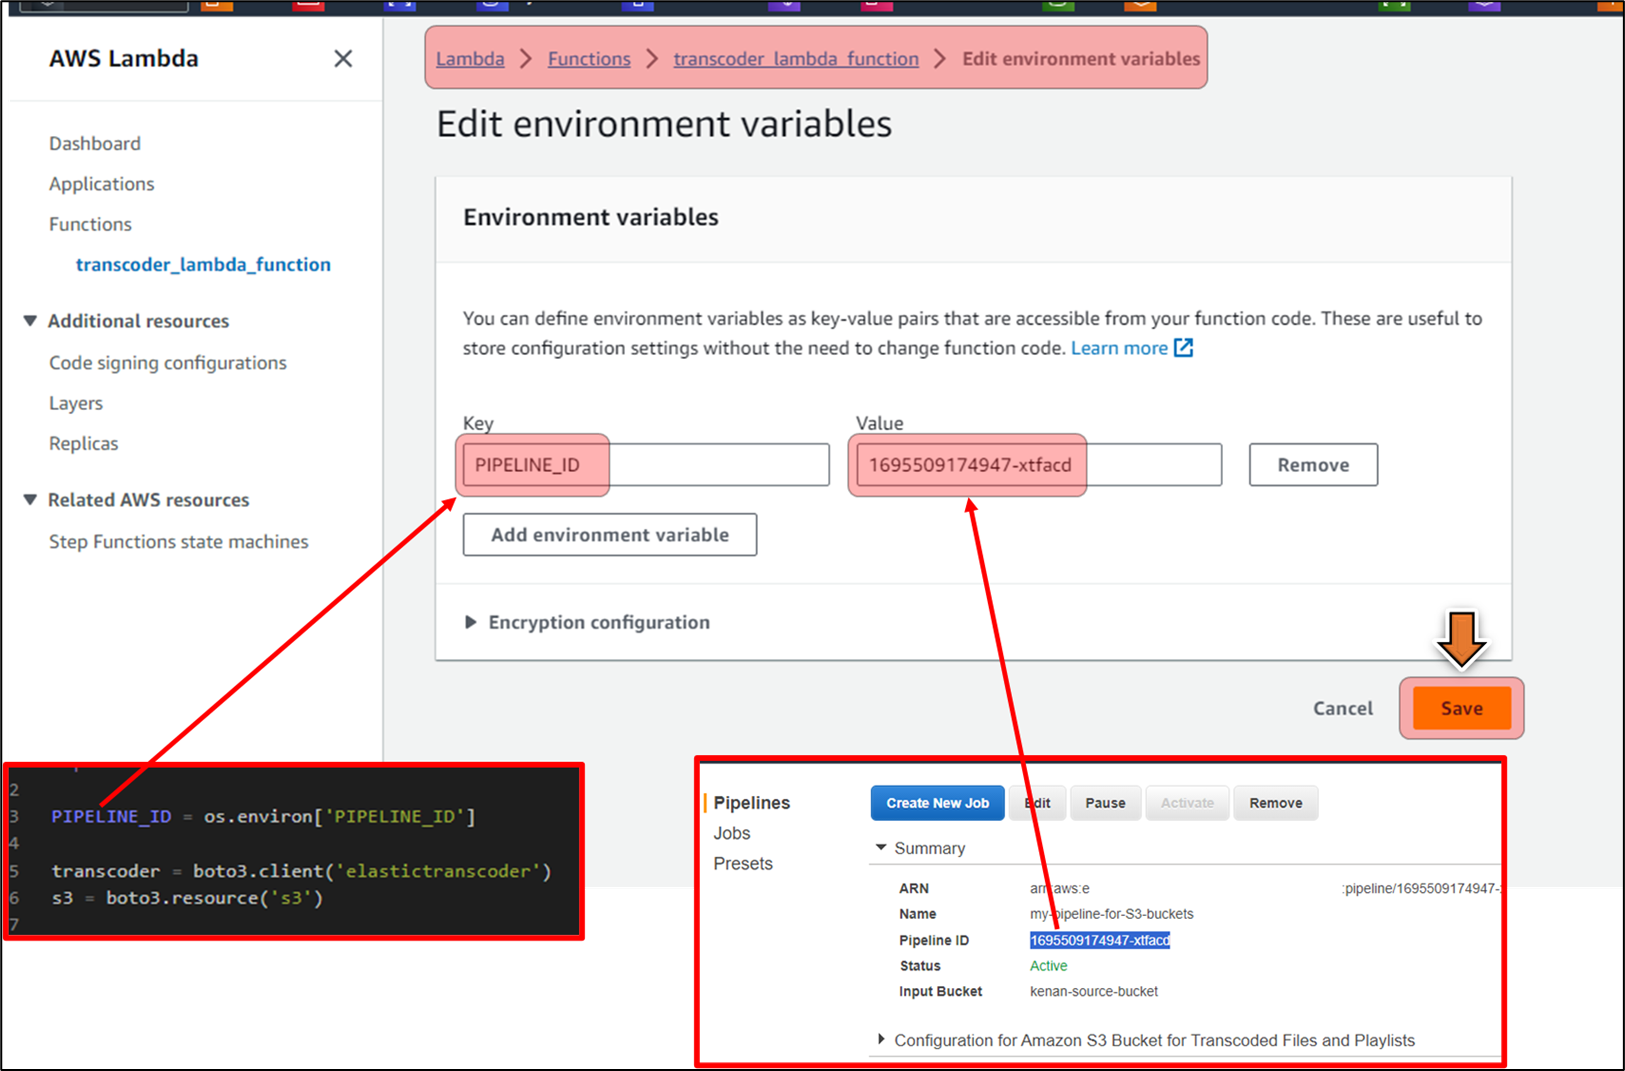 AWS Lambda
Dashboard
Applications
Functions
transcoder_lambda_function
Additional resources
Code signing configurations
Layers
Replicas
Related AWS resources
Step Functions state machines
Lambda > Functions > transcoder_lambda_function > Edit environment variables
Edit environment variables
Environment variables
You can define environment variables as key-value pairs that are accessible from your function code. These are useful to
store configuration settings without the need to change function code. Learn more
Key Value
PIPELINE_ID 1695509174947-xtfacd Remove
Add environment variable
Encryption configuration
Cancel Save
2
3 PIPELINE_ID = os.environ['PIPELINE_ID']
4
5 transcoder = boto3.client('elastictranscoder')
6 s3 = boto3.resource('s3')
7
Pipelines
Jobs
Presets
Create New Job Edit Pause Activate Remove
Summary
ARN arn:aws:e :pipeline/1695509174947-
Name my-pipeline-for-S3-buckets
Pipeline ID 1695509174947-xtfacd
Status Active
Input Bucket kenan-source-bucket
Configuration for Amazon S3 Bucket for Transcoded Files and Playlists